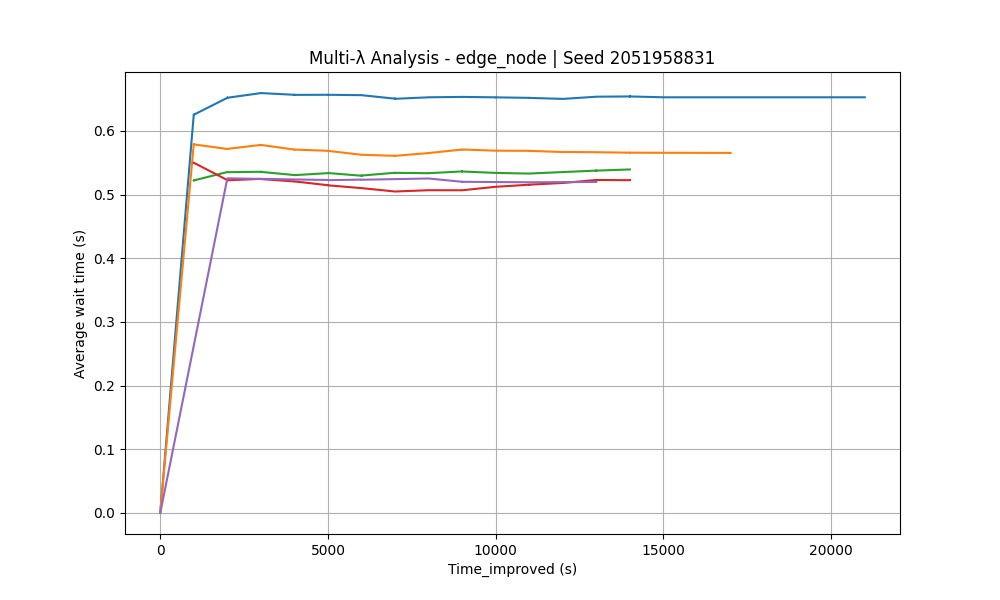 Multi-λ Analysis - edge_node | Seed 2051958831
Average wait time (s)
0.6
0.5
0.4
0.3
0.2
0.1
0.0
0 5000 10000 15000 20000
Time_improved (s)